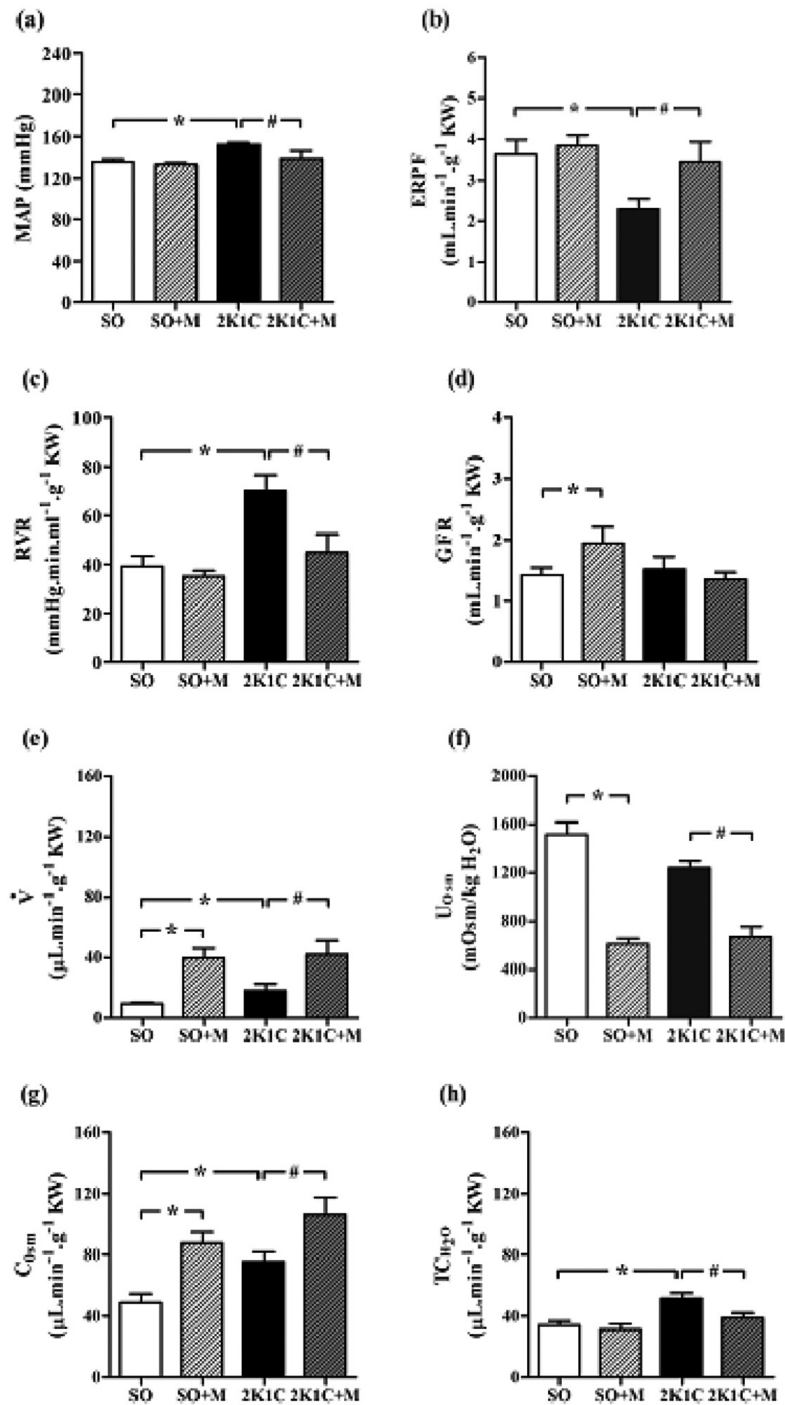 (a)
MAP (mmHg)
240
200
160
120
80
40
0
* #
SO SO+M 2K1C 2K1C+M
(b)
ERPF
(mL.min⁻¹.g⁻¹ KW)
6
5
4
3
2
1
0
* #
SO SO+M 2K1C 2K1C+M
(c)
RVR
(mmHg.min.ml⁻¹.g⁻¹ KW)
100
80
60
40
20
0
* #
SO SO+M 2K1C 2K1C+M
(d)
GFR
(mL.min⁻¹.g⁻¹ KW)
4
3
2
1
0
*
SO SO+M 2K1C 2K1C+M
(e)
V̇
(µL.min⁻¹.g⁻¹ KW)
160
120
80
40
0
* #
*
SO SO+M 2K1C 2K1C+M
(f)
UOsm
(mOsm/kg H₂O)
2000
1600
1200
800
400
0
*
#
SO SO+M 2K1C 2K1C+M
(g)
C0sm
(µL.min⁻¹.g⁻¹ KW)
160
120
80
40
0
* #
*
SO SO+M 2K1C 2K1C+M
(h)
TCH₂O
(µL.min⁻¹.g⁻¹ KW)
160
120
80
40
0
* #
SO SO+M 2K1C 2K1C+M